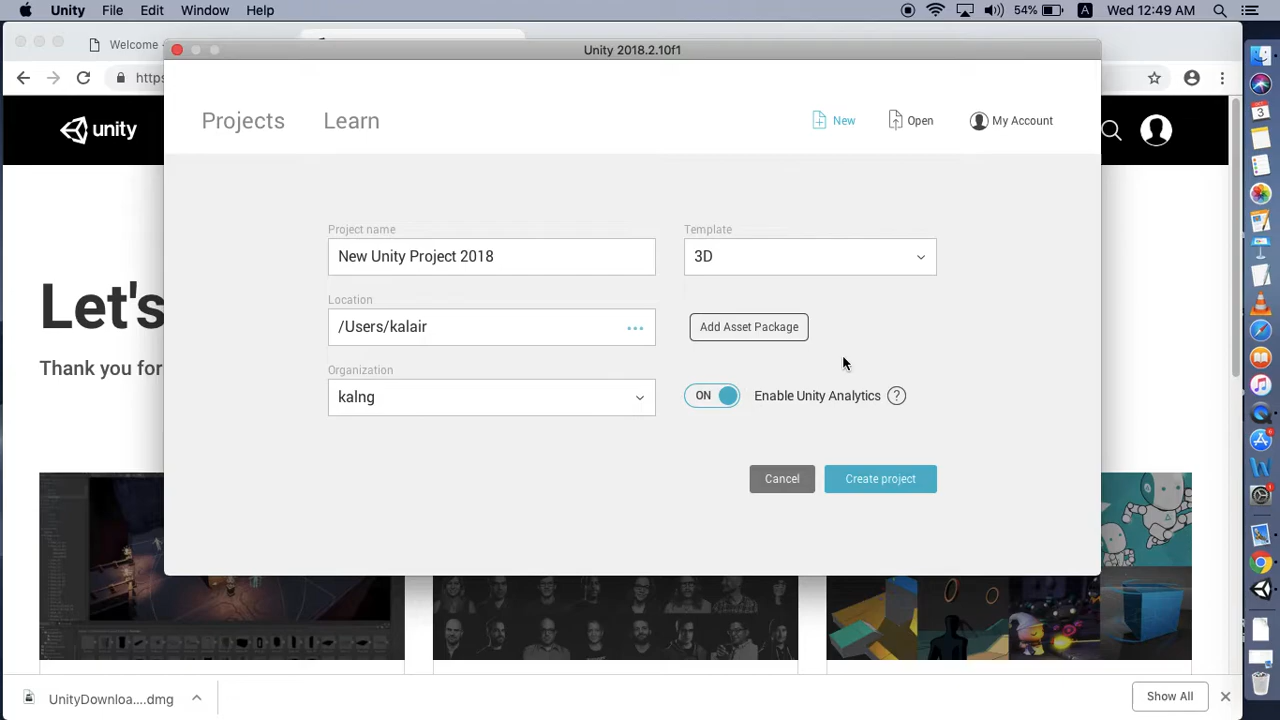 Unity File Edit Window Help 54% A Wed 12:49 AM
Welcome
Unity 2018.2.10f1
https
Projects Learn New Open My Account
unity
Project name Template
New Unity Project 2018 3D
Location
/Users/kalair Add Asset Package
Organization
kalng ON Enable Unity Analytics ?
Cancel Create project
Let's
Thank you for
UnityDownloa....dmg Show All
3